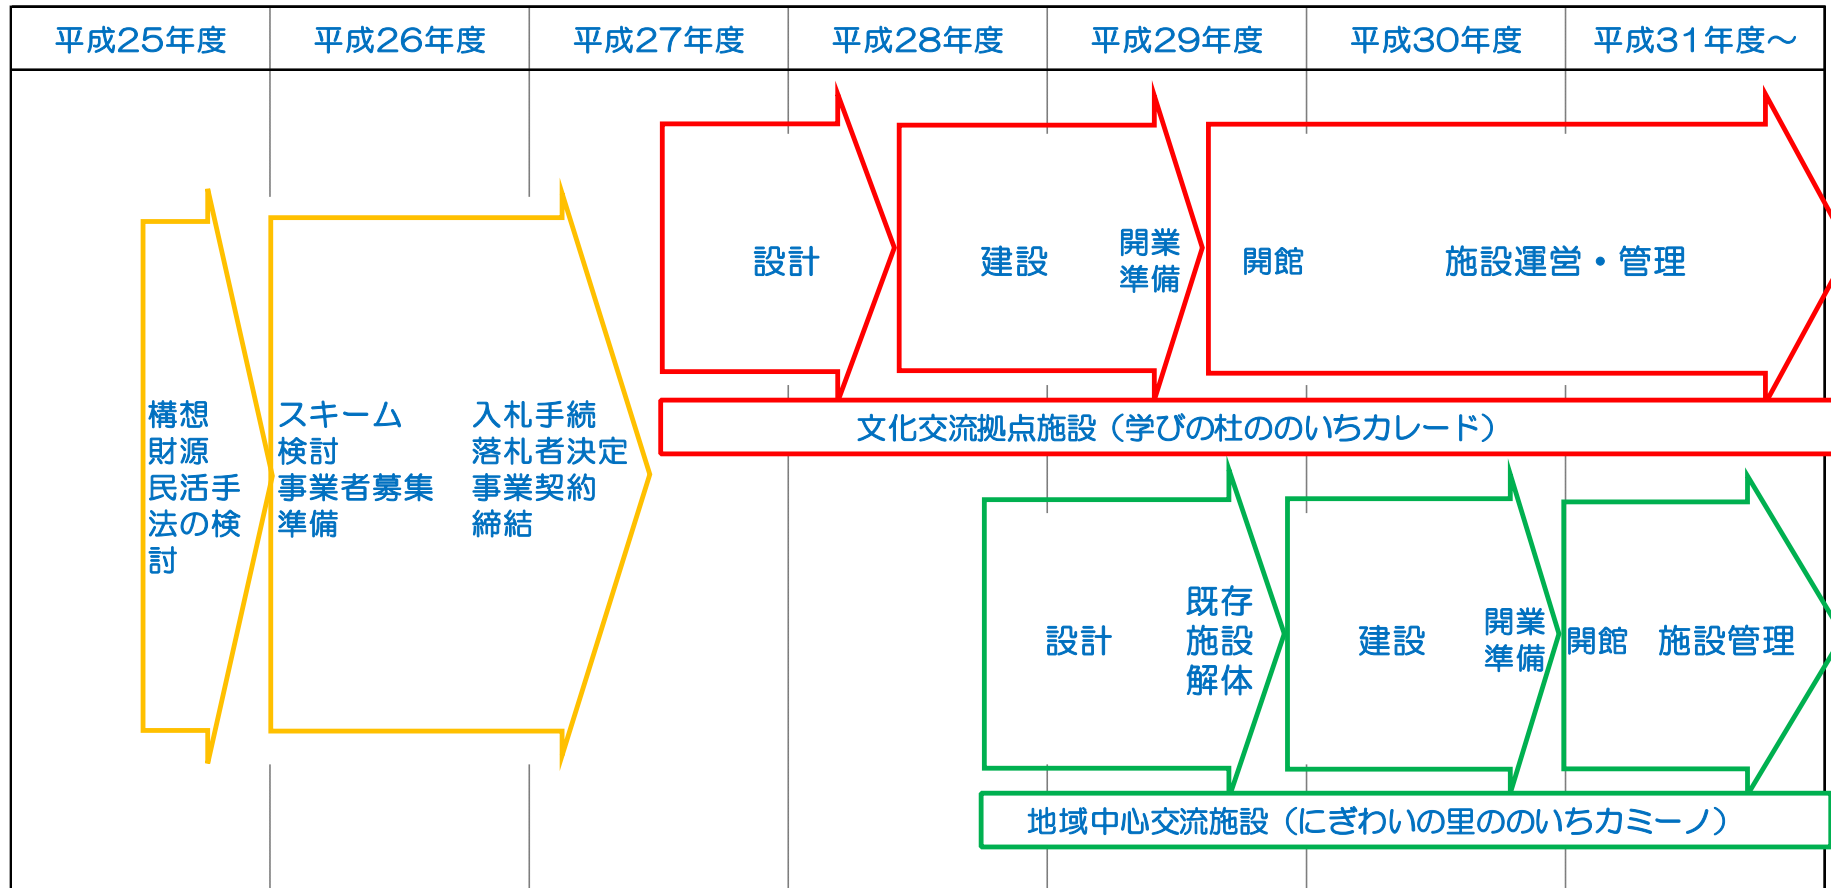 平成25年度
平成26年度
平成27年度
平成28年度
平成29年度
平成30年度
平成31年度～
構想
財源
民活手
法の検
討
スキーム
検討
事業者募集
準備
入札手続
落札者決定
事業契約
締結
設計
建設
開業
準備
開館
施設運営・管理
文化交流拠点施設（学びの杜ののいちカレード）
設計
既存
施設
解体
建設
開業
準備
開館
施設管理
地域中心交流施設（にぎわいの里ののいちカミーノ）